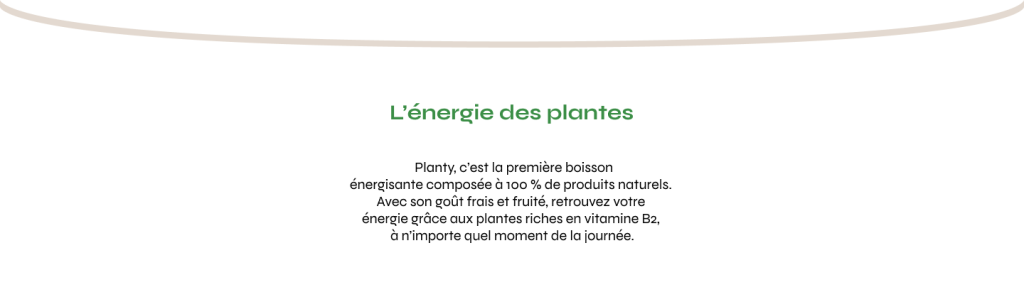 L’énergie des plantes
Planty, c’est la première boisson
énergisante composée à 100 % de produits naturels.
Avec son goût frais et fruité, retrouvez votre
énergie grâce aux plantes riches en vitamine B2,
à n’importe quel moment de la journée.